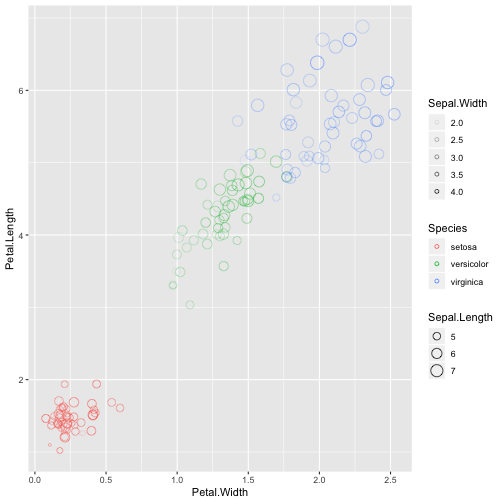 6
4
2
0.0 0.5 1.0 1.5 2.0 2.5
Petal.Width
Petal.Length
Sepal.Width
2.0
2.5
3.0
3.5
4.0
Species
setosa
versicolor
virginica
Sepal.Length
5
6
7